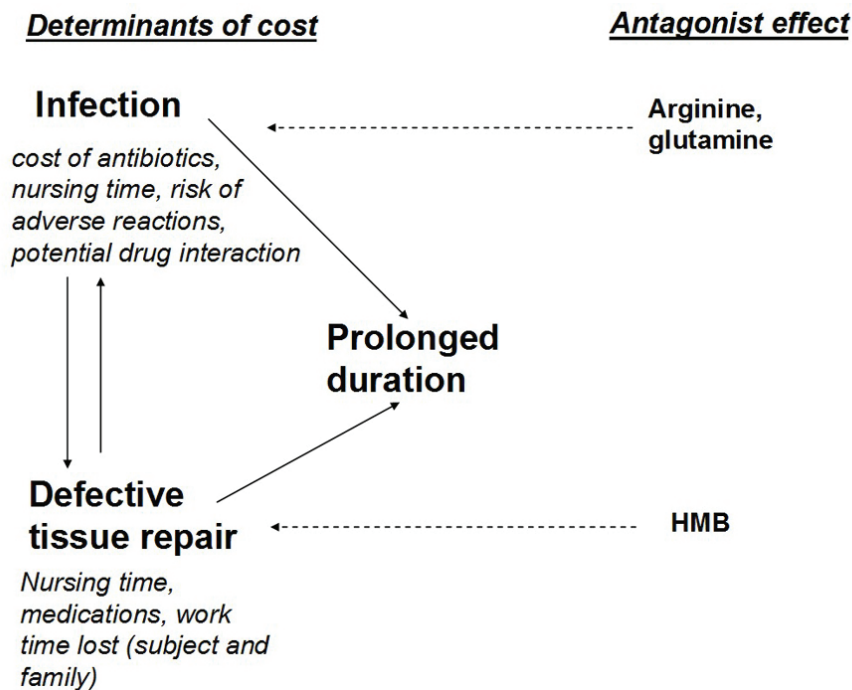 Determinants of cost
Antagonist effect
Infection
Arginine,
glutamine
cost of antibiotics,
nursing time, risk of
adverse reactions,
potential drug interaction
Prolonged
duration
Defective
tissue repair
HMB
Nursing time,
medications, work
time lost (subject and
family)